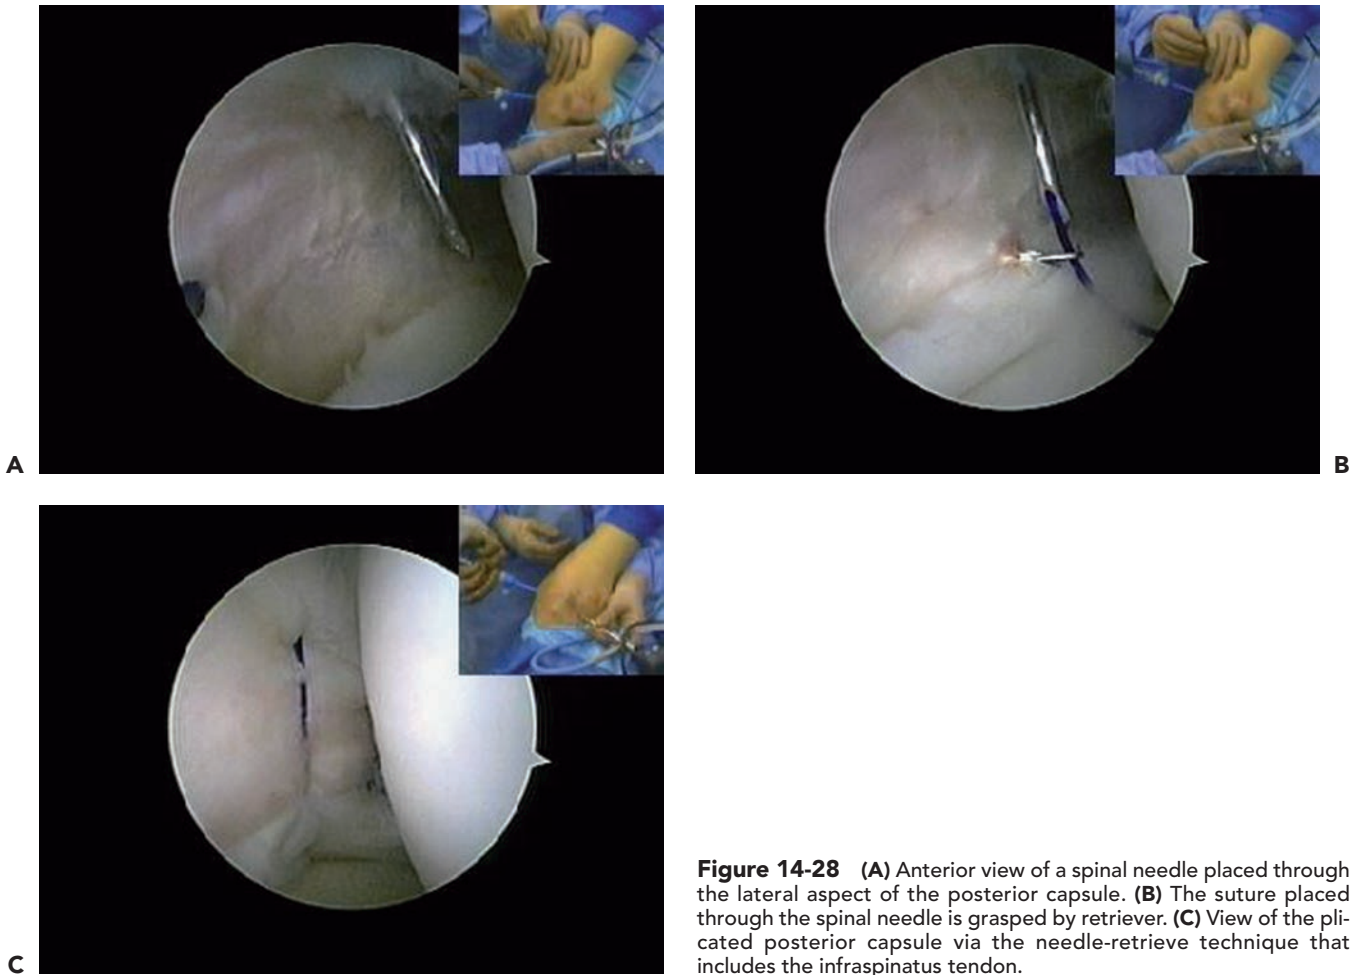 A
B
C
Figure 14-28 (A) Anterior view of a spinal needle placed through
the lateral aspect of the posterior capsule. (B) The suture placed
through the spinal needle is grasped by retriever. (C) View of the pli-
cated posterior capsule via the needle-retrieve technique that
includes the infraspinatus tendon.